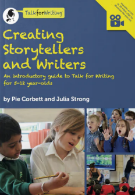 Talk for Writing
Creating
Storytellers
and Writers
An introductory guide to Talk for Writing
for 5-12 year-olds
by Pie Corbett and Julia Strong